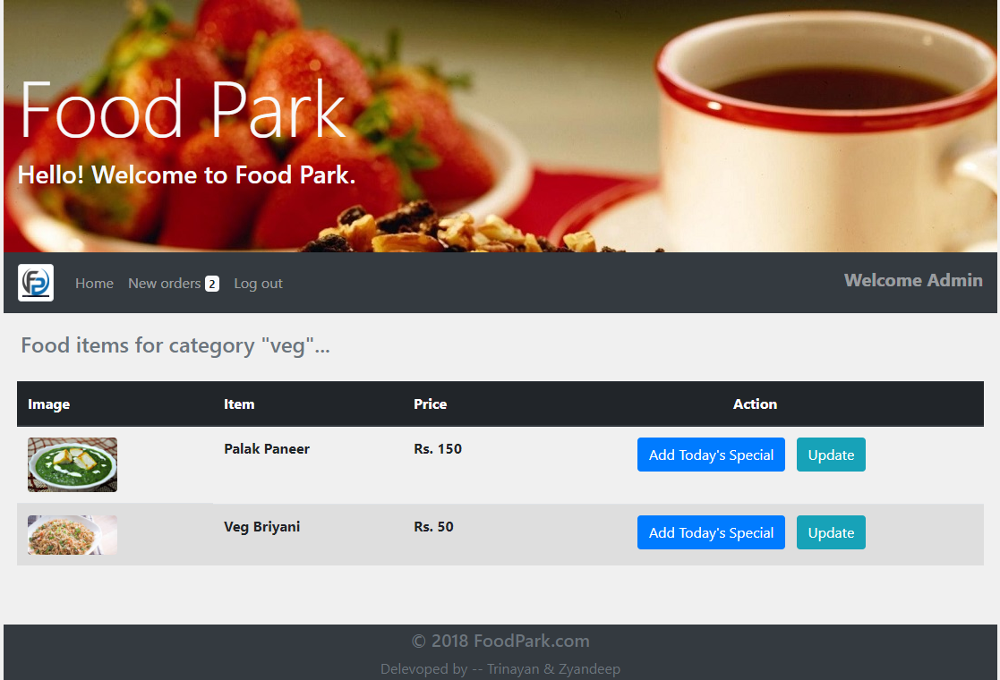 Food Park
Hello! Welcome to Food Park.
FP Home New orders 2 Log out Welcome Admin
Food items for category "veg"...
Image Item Price Action
Palak Paneer Rs. 150 Add Today's Special Update
Veg Briyani Rs. 50 Add Today's Special Update
© 2018 FoodPark.com
Delevoped by -- Trinayan & Zyandeep